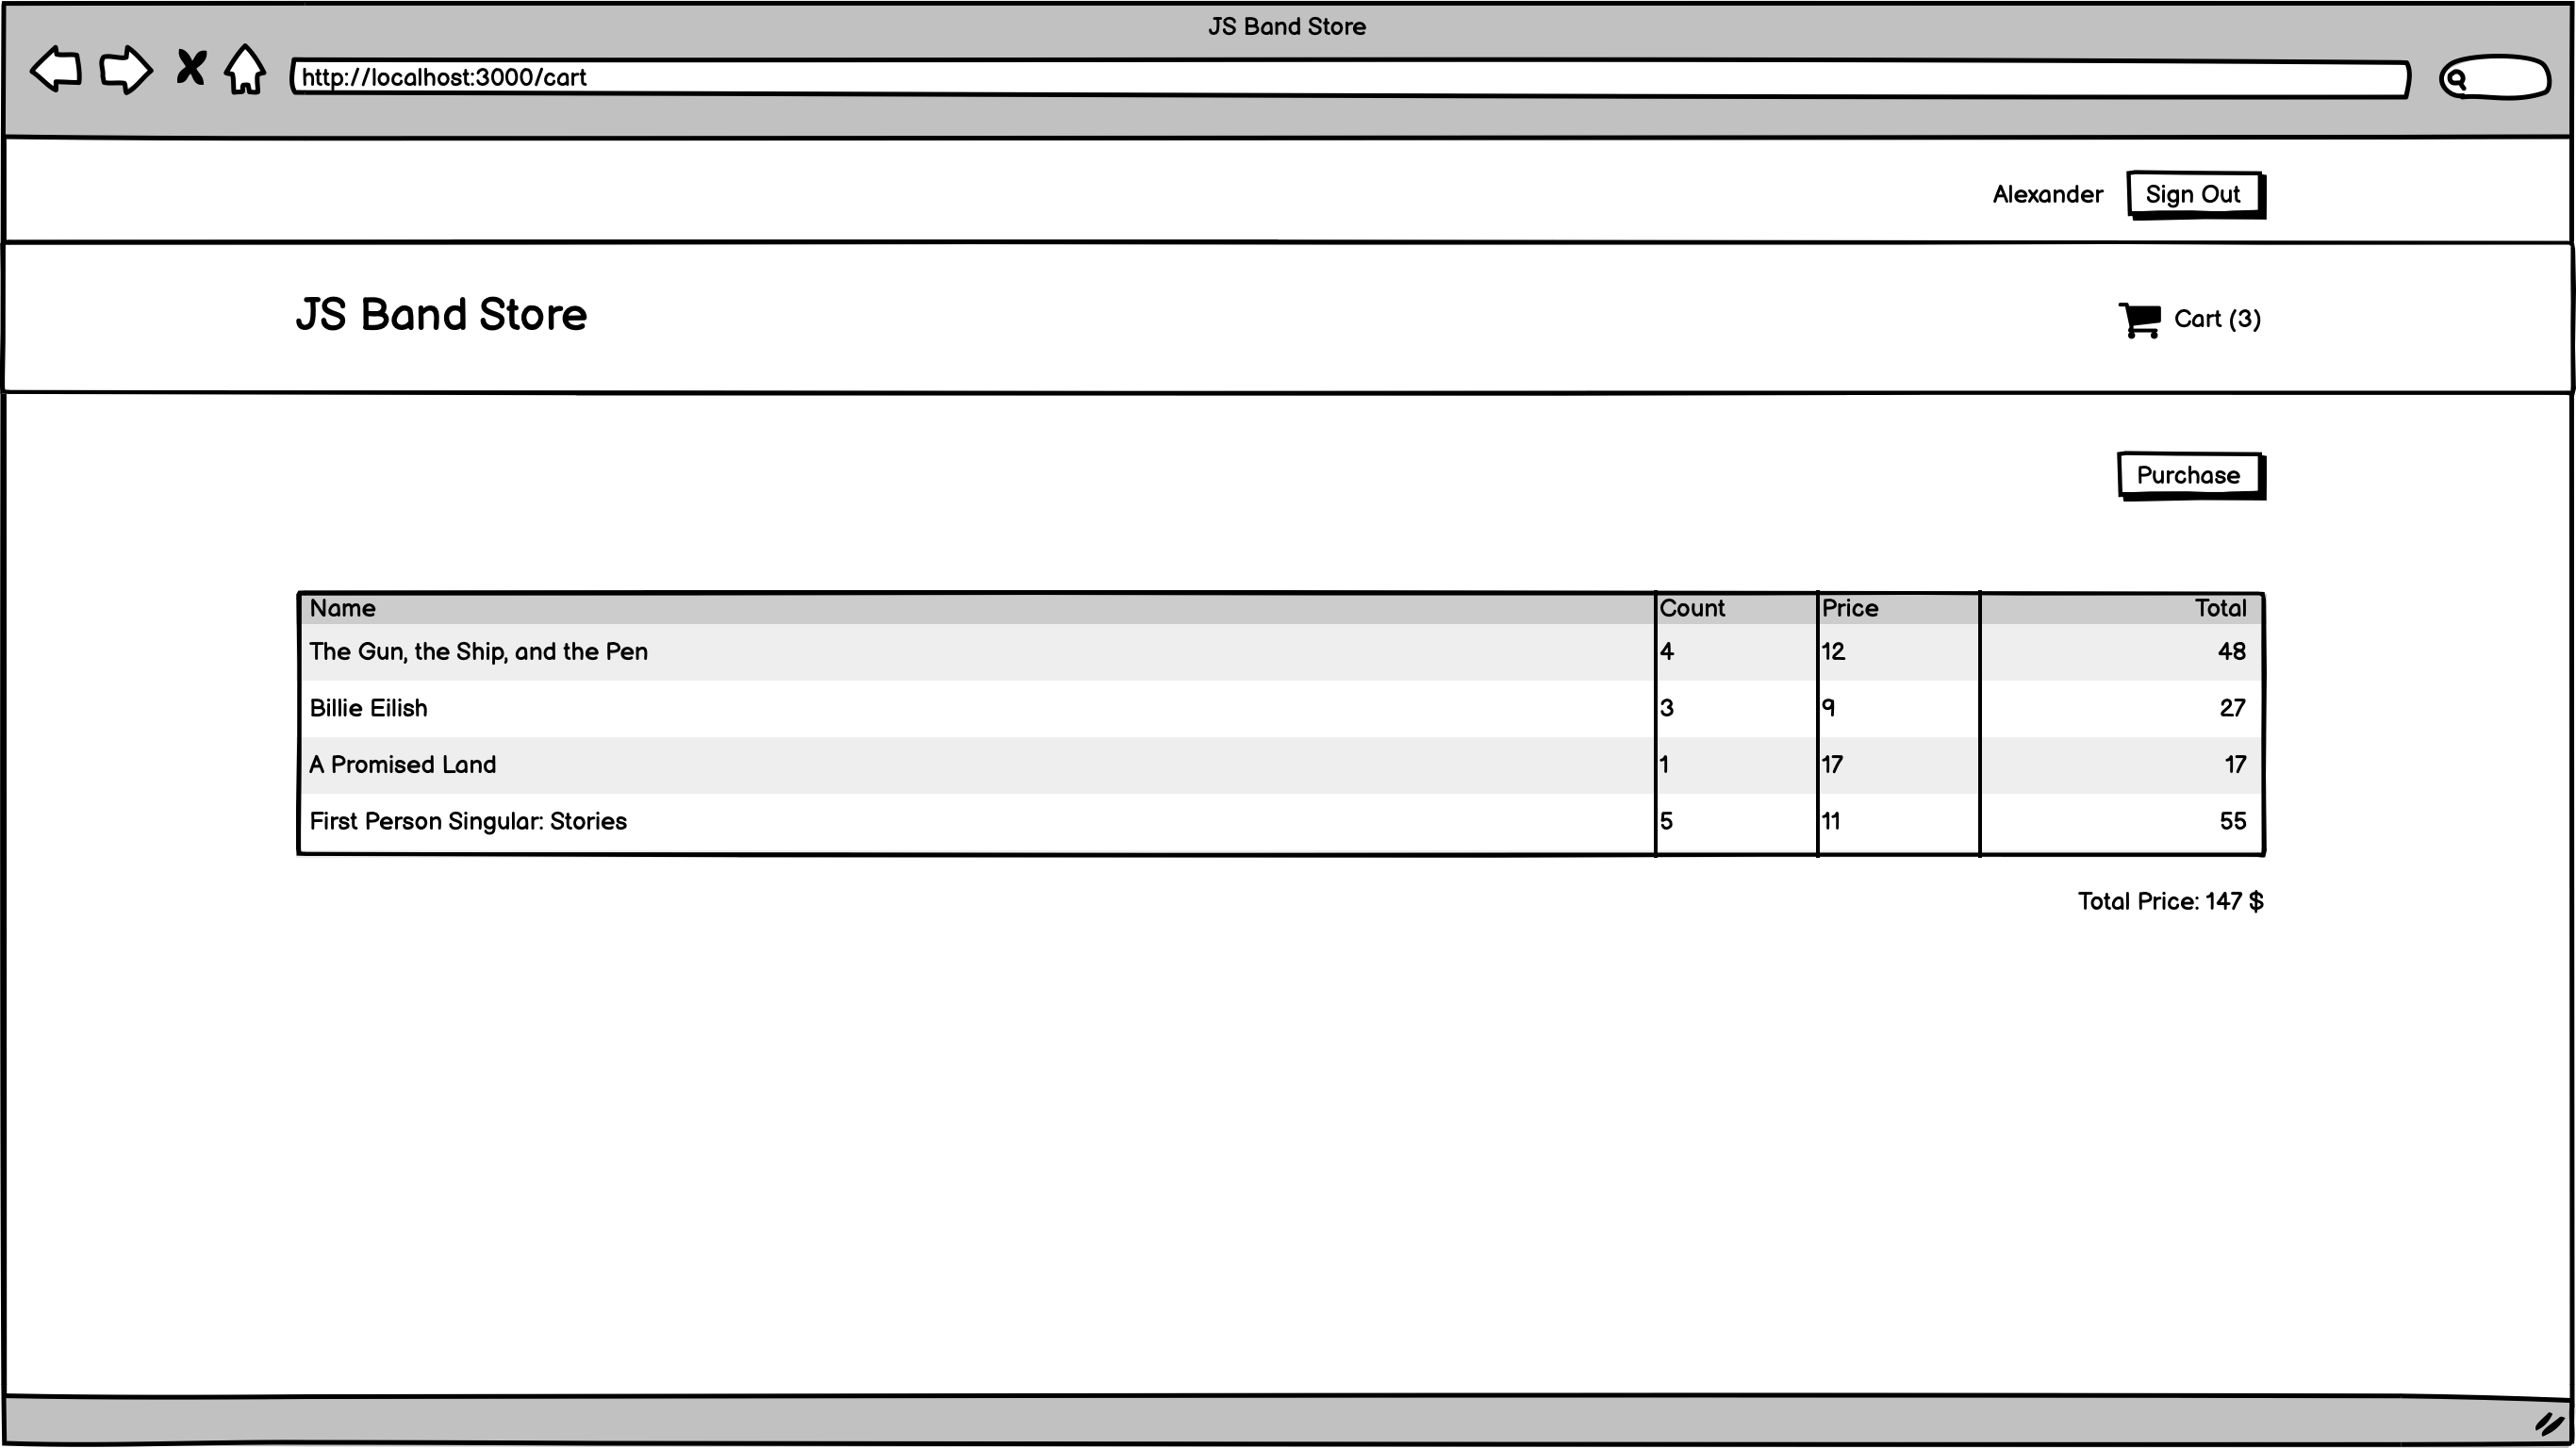 JS Band Store
http://localhost:3000/cart
Alexander Sign Out
JS Band Store Cart (3)
Purchase
Name Count Price Total
The Gun, the Ship, and the Pen 4 12 48
Billie Eilish 3 9 27
A Promised Land 1 17 17
First Person Singular: Stories 5 11 55
Total Price: 147 $